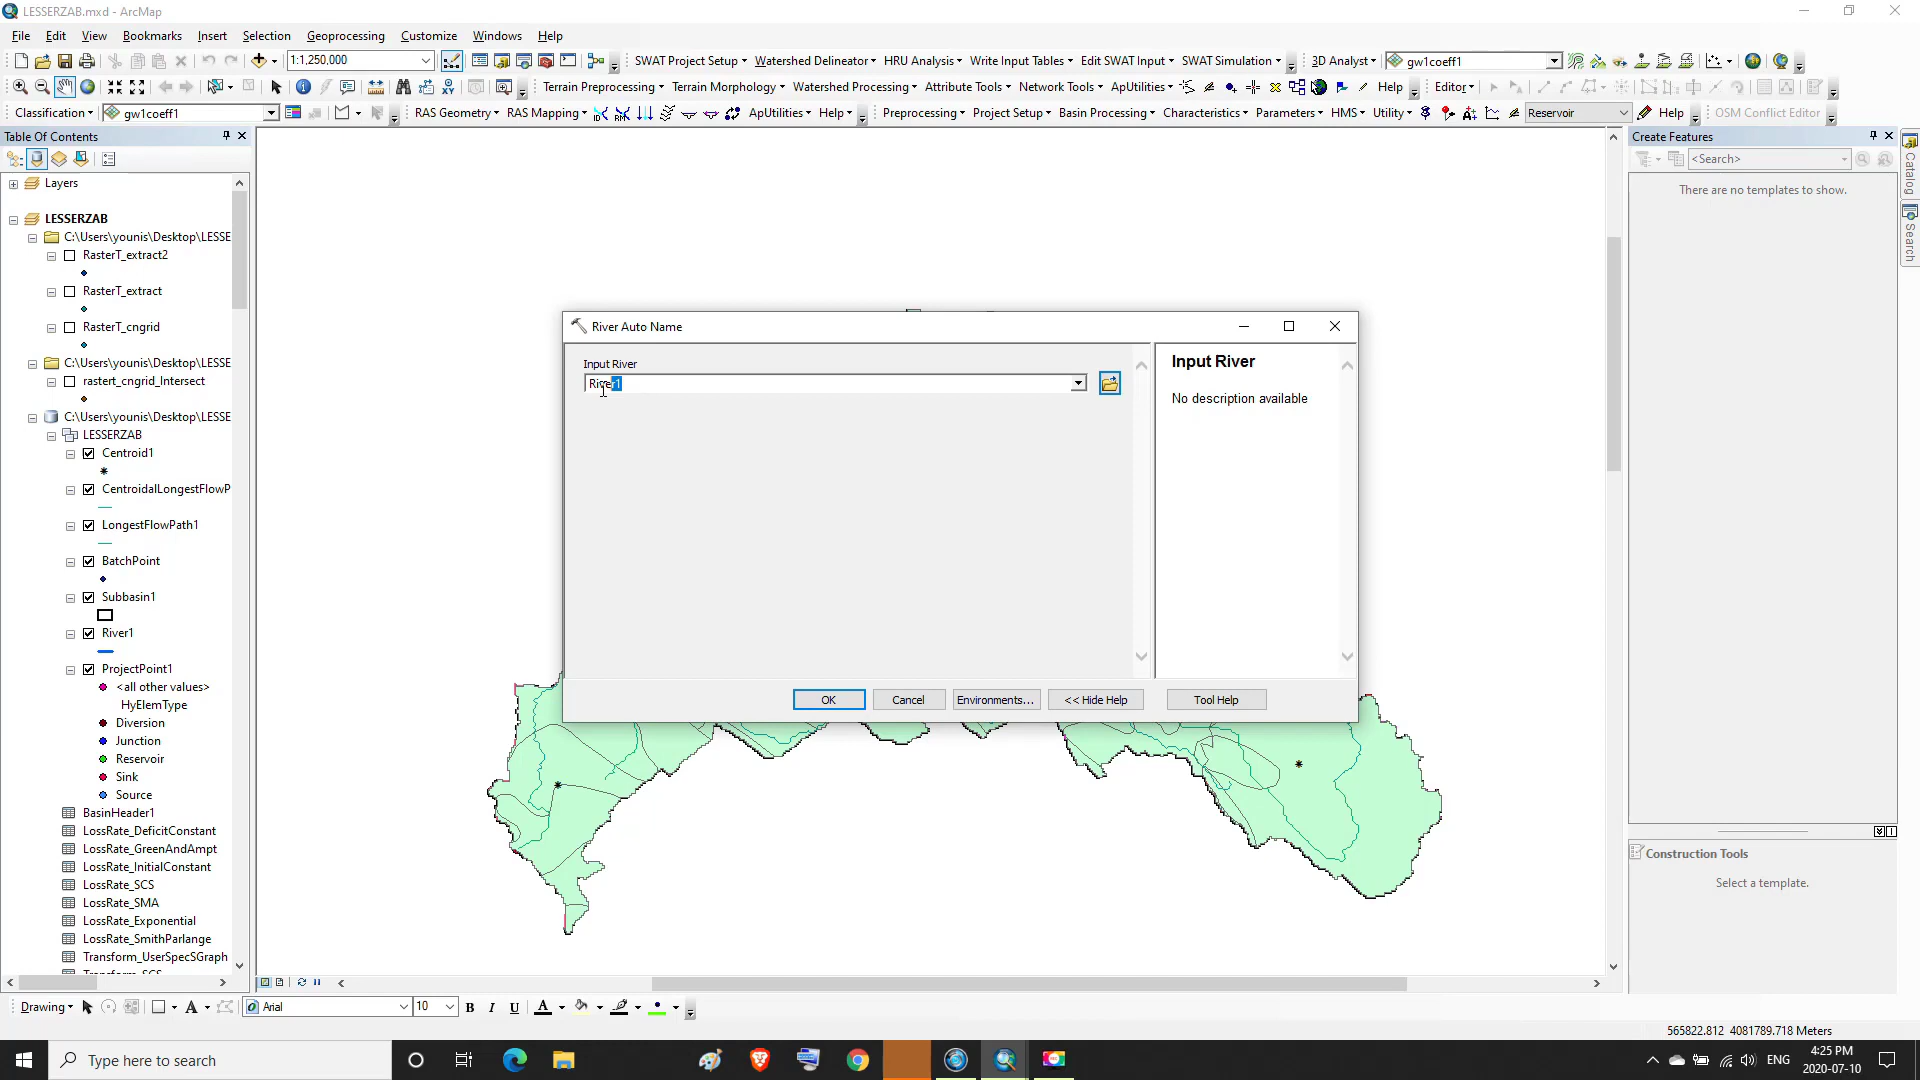 LESSERZAB.mxd - ArcMap
File Edit View Bookmarks Insert Selection Geoprocessing Customize Windows Help
1:1,250,000
SWAT Project Setup Watershed Delineator HRU Analysis Write Input Tables Edit SWAT Input SWAT Simulation
3D Analyst gw1coeff1
Terrain Preprocessing Terrain Morphology Watershed Processing Attribute Tools Network Tools ApUtilities Help
Editor
Classification gw1coeff1
RAS Geometry RAS Mapping ApUtilities Help
Preprocessing Project Setup Basin Processing Characteristics Parameters HMS Utility Reservoir Help OSM Conflict Editor
Table Of Contents
Layers
LESSERZAB
C:\Users\younis\Desktop\LESSE
RasterT_extract2
RasterT_extract
RasterT_cngrid
C:\Users\younis\Desktop\LESSE
rastert_cngrid_Intersect
C:\Users\younis\Desktop\LESSE
LESSERZAB
Centroid1
CentroidalLongestFlowP
LongestFlowPath1
BatchPoint
Subbasin1
River1
ProjectPoint1
<all other values>
HyElemType
Diversion
Junction
Reservoir
Sink
Source
BasinHeader1
LossRate_DeficitConstant
LossRate_GreenAndAmpt
LossRate_InitialConstant
LossRate_SCS
LossRate_SMA
LossRate_Exponential
LossRate_SmithParlange
Transform_UserSpecSGraph
Transform_SCS
River Auto Name
Input River
River1
Input River
No description available
OK Cancel Environments... << Hide Help Tool Help
Create Features
<Search>
There are no templates to show.
Construction Tools
Select a template.
Catalog
Search
Drawing Arial 10 B I U A
565822.812 4081789.718 Meters
Type here to search
ENG
4:25 PM
2020-07-10